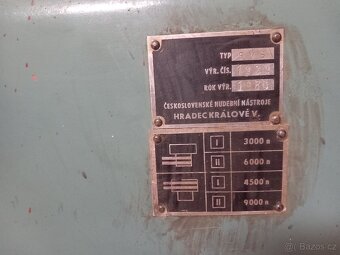 TYP
VÝR. ČÍS.
ROK VÝR.
ČESKOSLOVENSKÉ HUDEBNÍ NÁSTROJE
HRADEC KRÁLOVÉ V.
I 3000 n
II 6000 n
I 4500 n
II 9000 n
Bazoš.cz